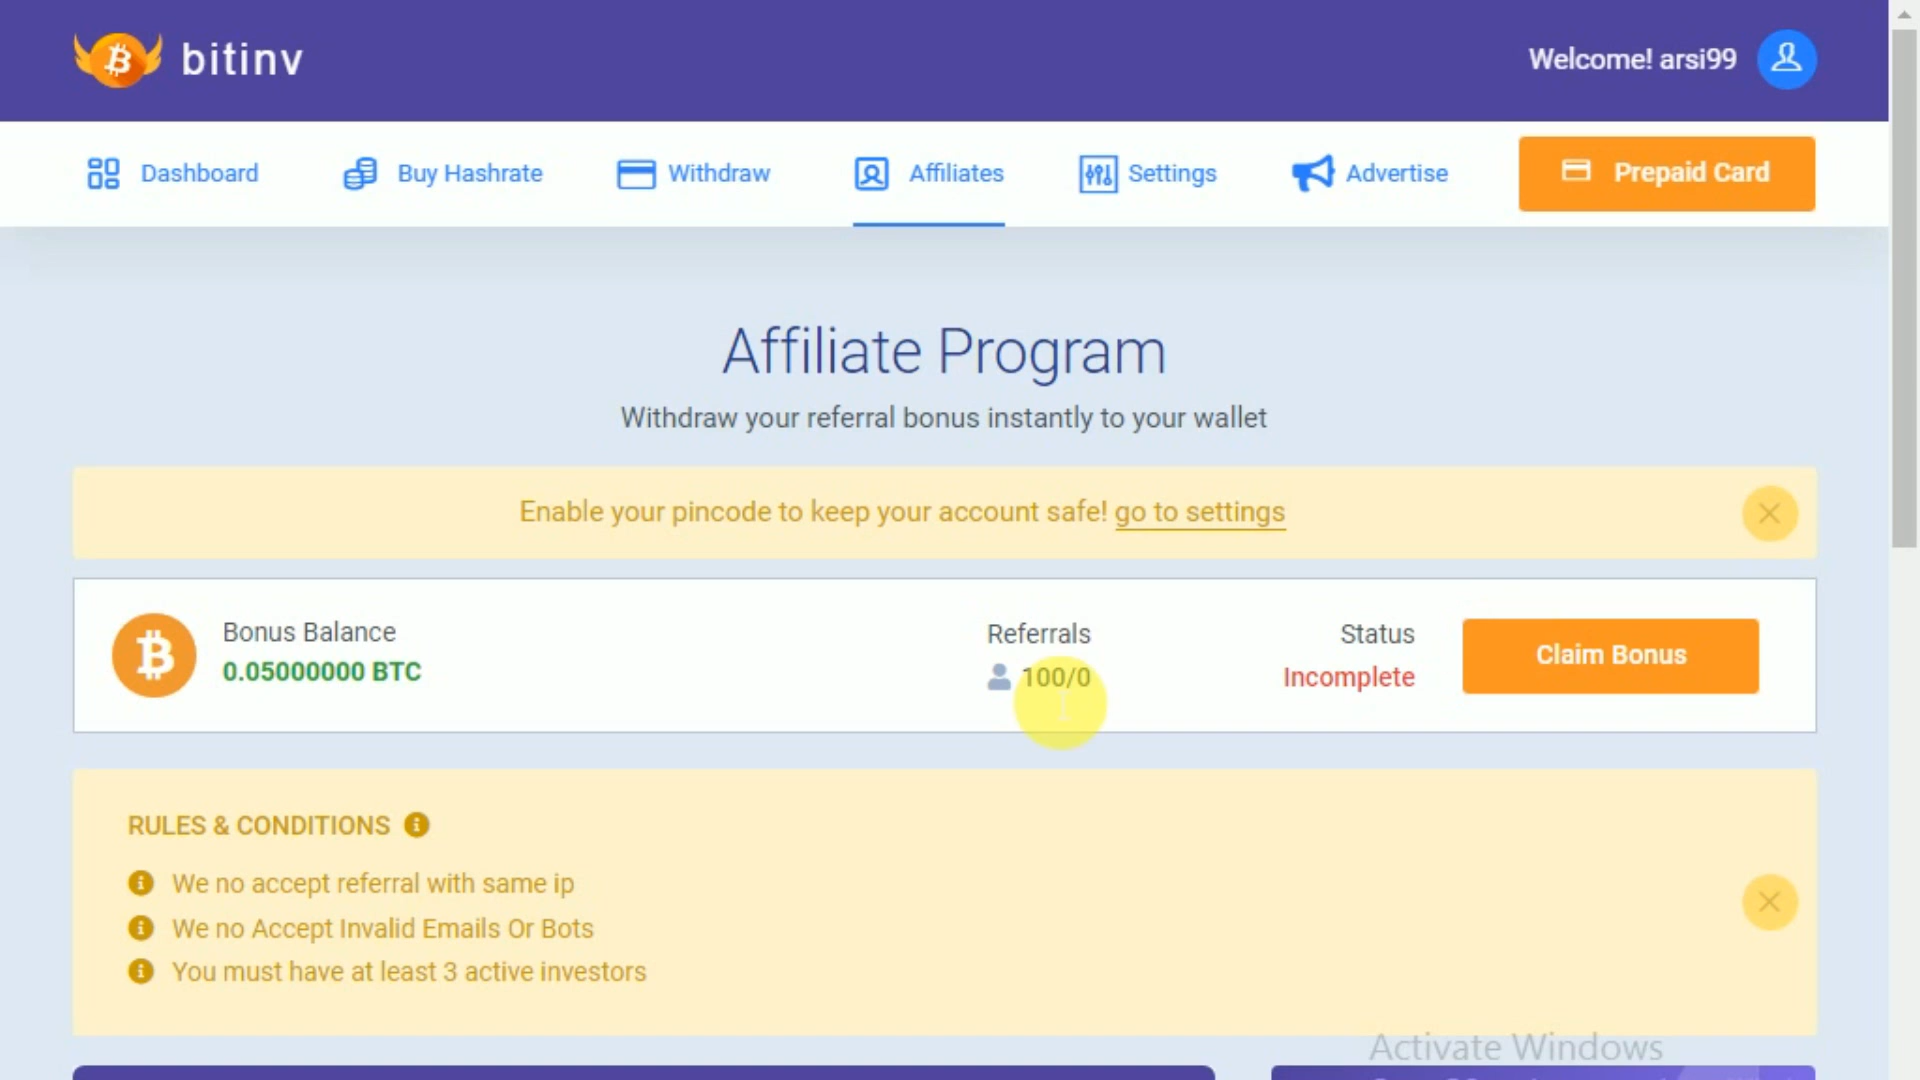 bitinv
Welcome! arsi99
Dashboard
Buy Hashrate
Withdraw
Affiliates
Settings
Advertise
Prepaid Card
Affiliate Program
Withdraw your referral bonus instantly to your wallet
Enable your pincode to keep your account safe! go to settings
Bonus Balance
0.05000000 BTC
Referrals
100/0
Status
Incomplete
Claim Bonus
RULES & CONDITIONS
We no accept referral with same ip
We no Accept Invalid Emails Or Bots
You must have at least 3 active investors
Activate Windows